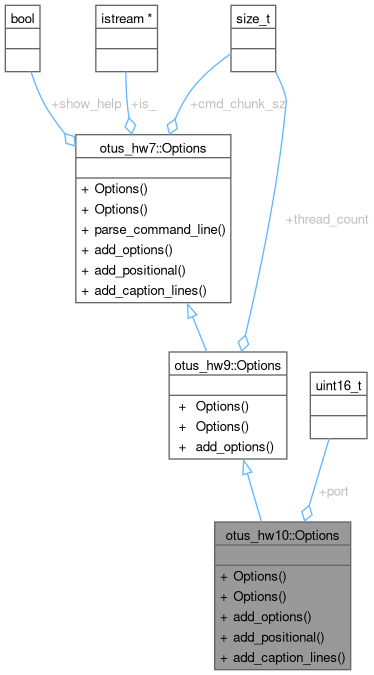 bool
istream *
size_t
+show_help
+is_
+cmd_chunk_sz
otus_hw7::Options
+ Options()
+ Options()
+ parse_command_line()
+ add_options()
+ add_positional()
+ add_caption_lines()
+thread_count
otus_hw9::Options
+ Options()
+ Options()
+ add_options()
uint16_t
+port
otus_hw10::Options
+ Options()
+ Options()
+ add_options()
+ add_positional()
+ add_caption_lines()